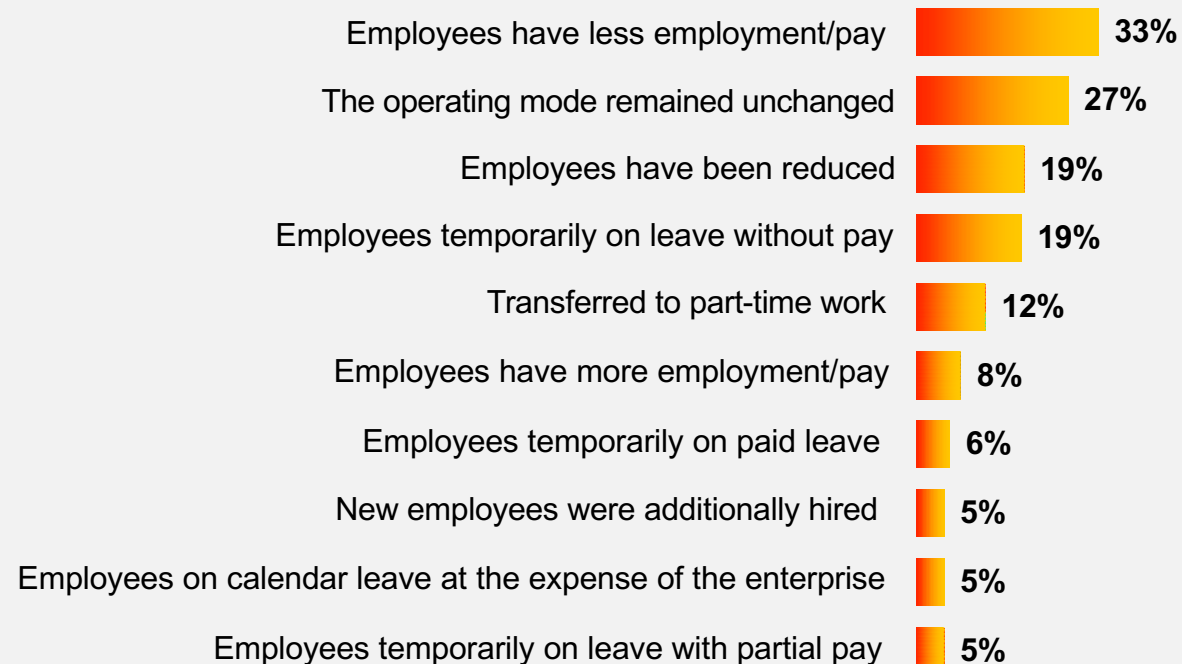 Employees have less employment/pay 33%
The operating mode remained unchanged 27%
Employees have been reduced 19%
Employees temporarily on leave without pay 19%
Transferred to part-time work 12%
Employees have more employment/pay 8%
Employees temporarily on paid leave 6%
New employees were additionally hired 5%
Employees on calendar leave at the expense of the enterprise 5%
Employees temporarily on leave with partial pay 5%